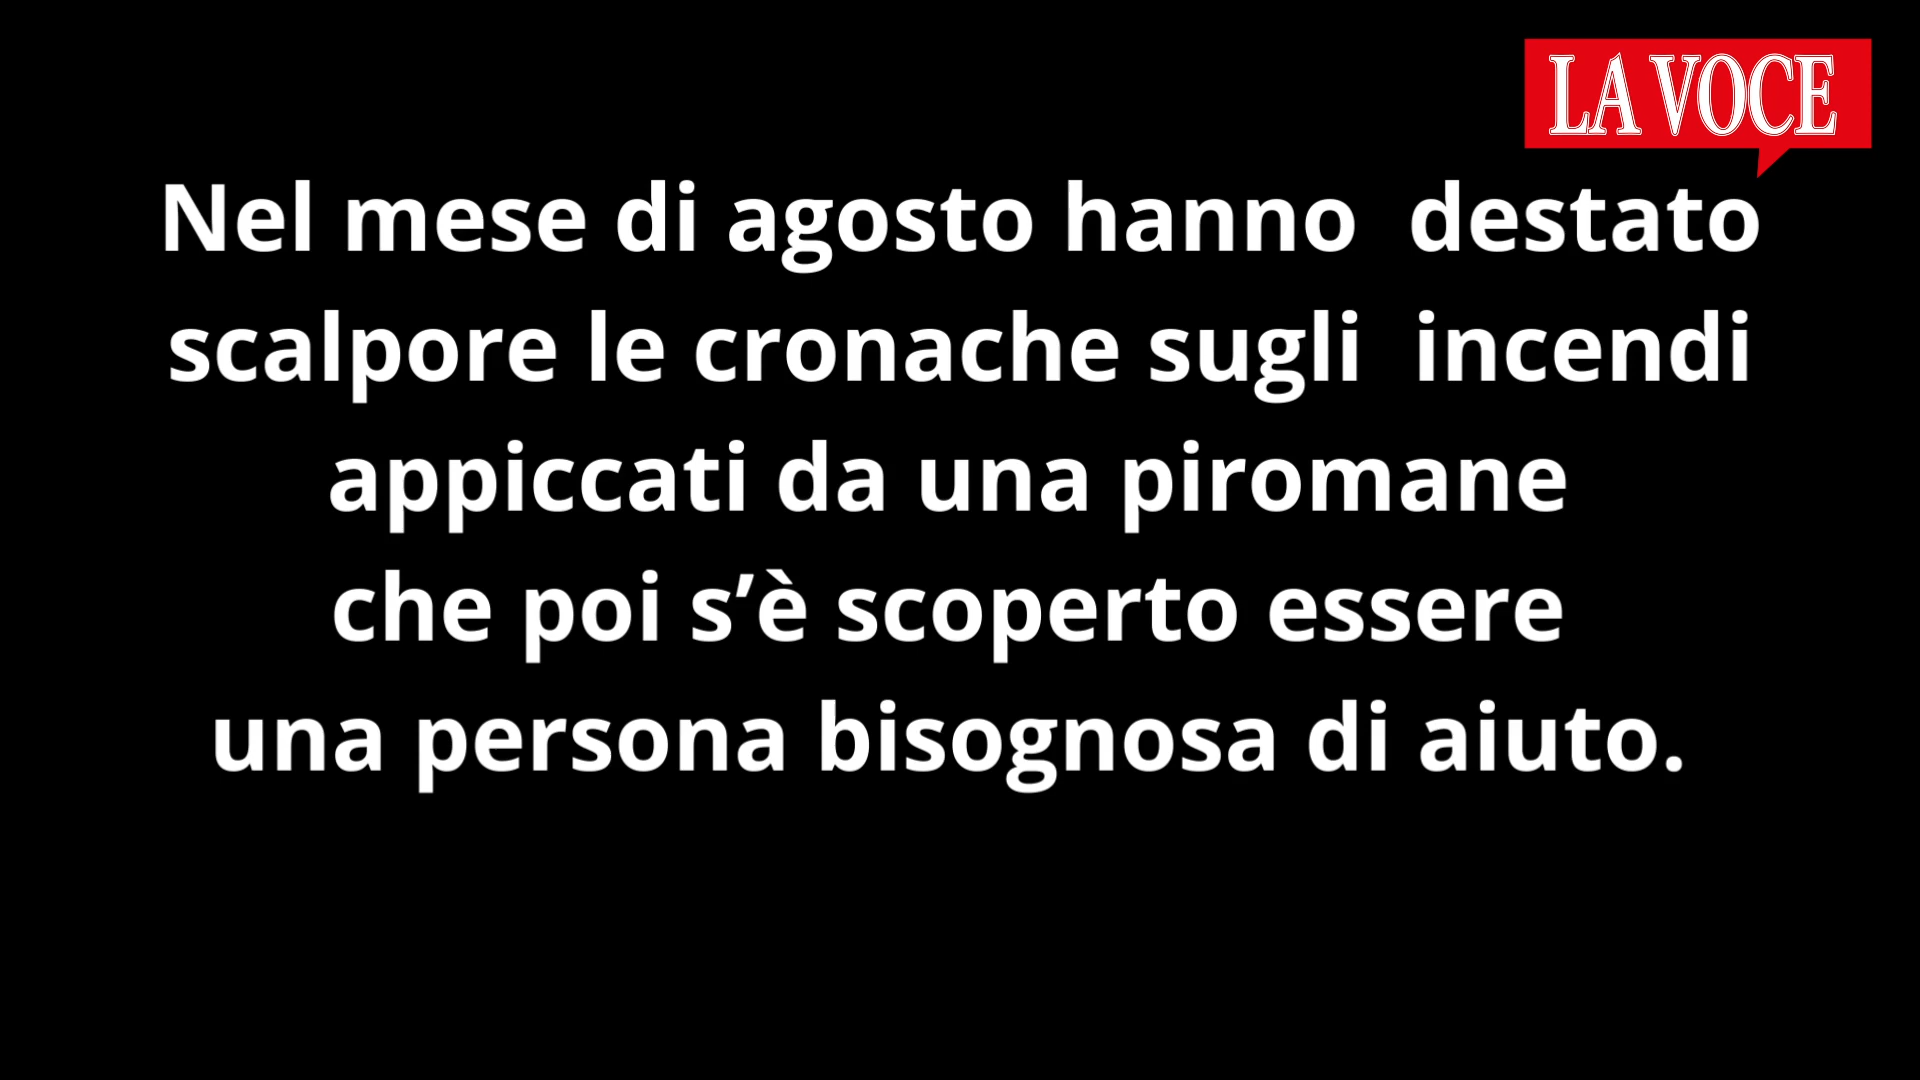 LA VOCE
Nel mese di agosto hanno  destato
scalpore le cronache sugli  incendi
appiccati da una piromane
che poi s’è scoperto essere
una persona bisognosa di aiuto.